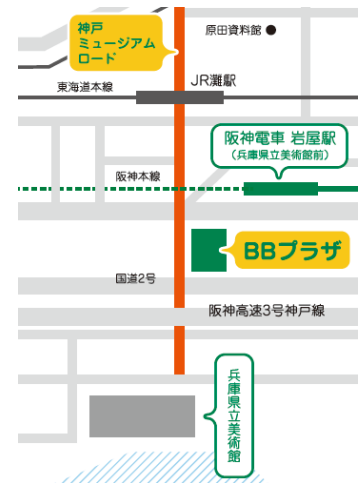 神戸
ミュージアム
ロード
原田資料館
東海道本線
JR灘駅
阪神電車 岩屋駅
(兵庫県立美術館前)
阪神本線
BBプラザ
国道2号
阪神高速3号神戸線
兵庫県立美術館